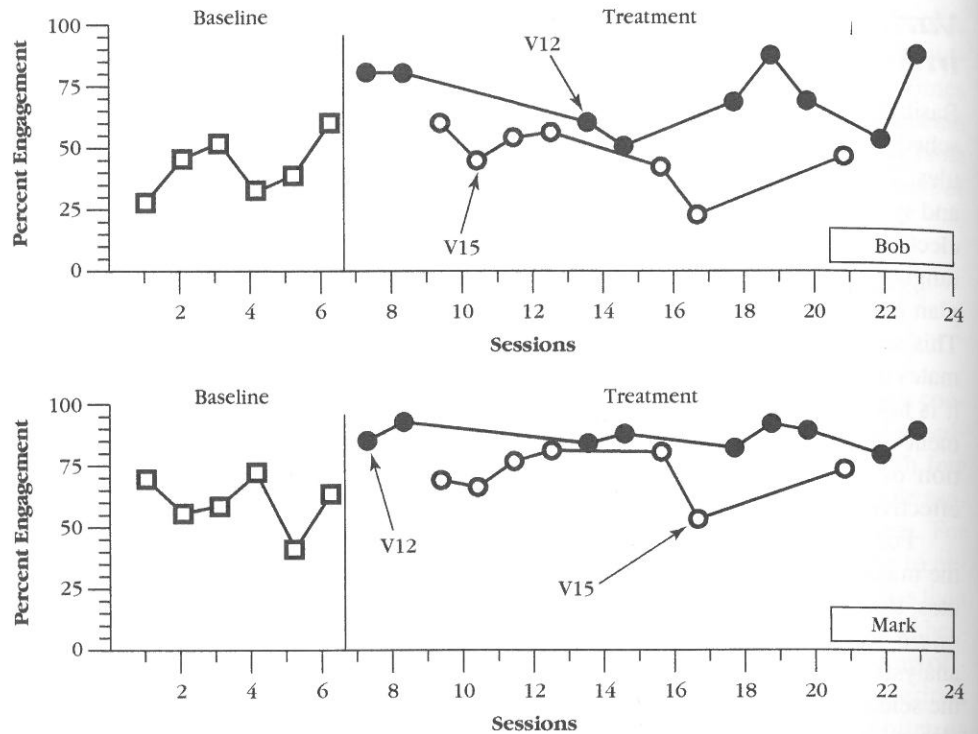 Baseline Treatment
100
V12
75
50
25
V15
0
Percent Engagement
Bob
2 4 6 8 10 12 14 16 18 20 22 24
Sessions
Baseline Treatment
100
75
50
V12
25
V15
0
Percent Engagement
Mark
2 4 6 8 10 12 14 16 18 20 22 24
Sessions